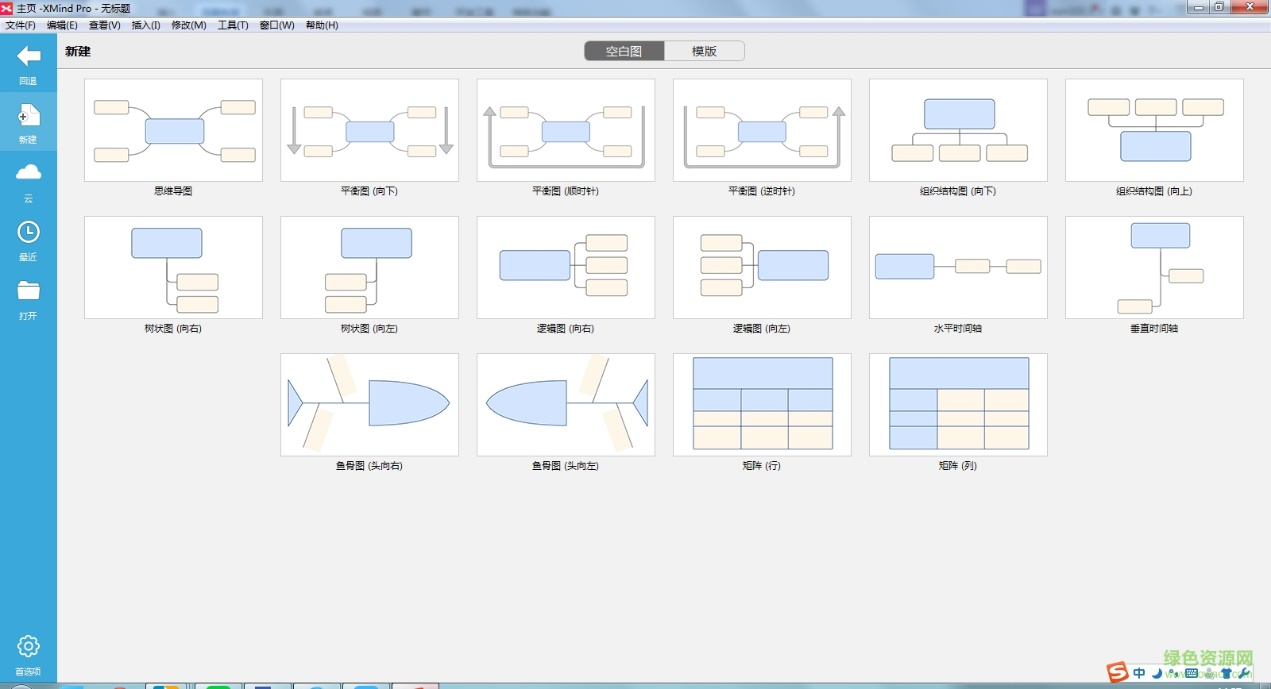 主页 -XMind Pro - 无标题
文件(F) 编辑(E) 查看(V) 插入(I) 修改(M) 工具(T) 窗口(W) 帮助(H)
回退
新建
云
最近
打开
首选项
新建
空白图 模版
思维导图 平衡图 (向下) 平衡图 (顺时针) 平衡图 (逆时针) 组织结构图 (向下) 组织结构图 (向上)
树状图 (向右) 树状图 (向左) 逻辑图 (向右) 逻辑图 (向左) 水平时间轴 垂直时间轴
鱼骨图 (头向右) 鱼骨图 (头向左) 矩阵 (行) 矩阵 (列)
绿色资源网
中